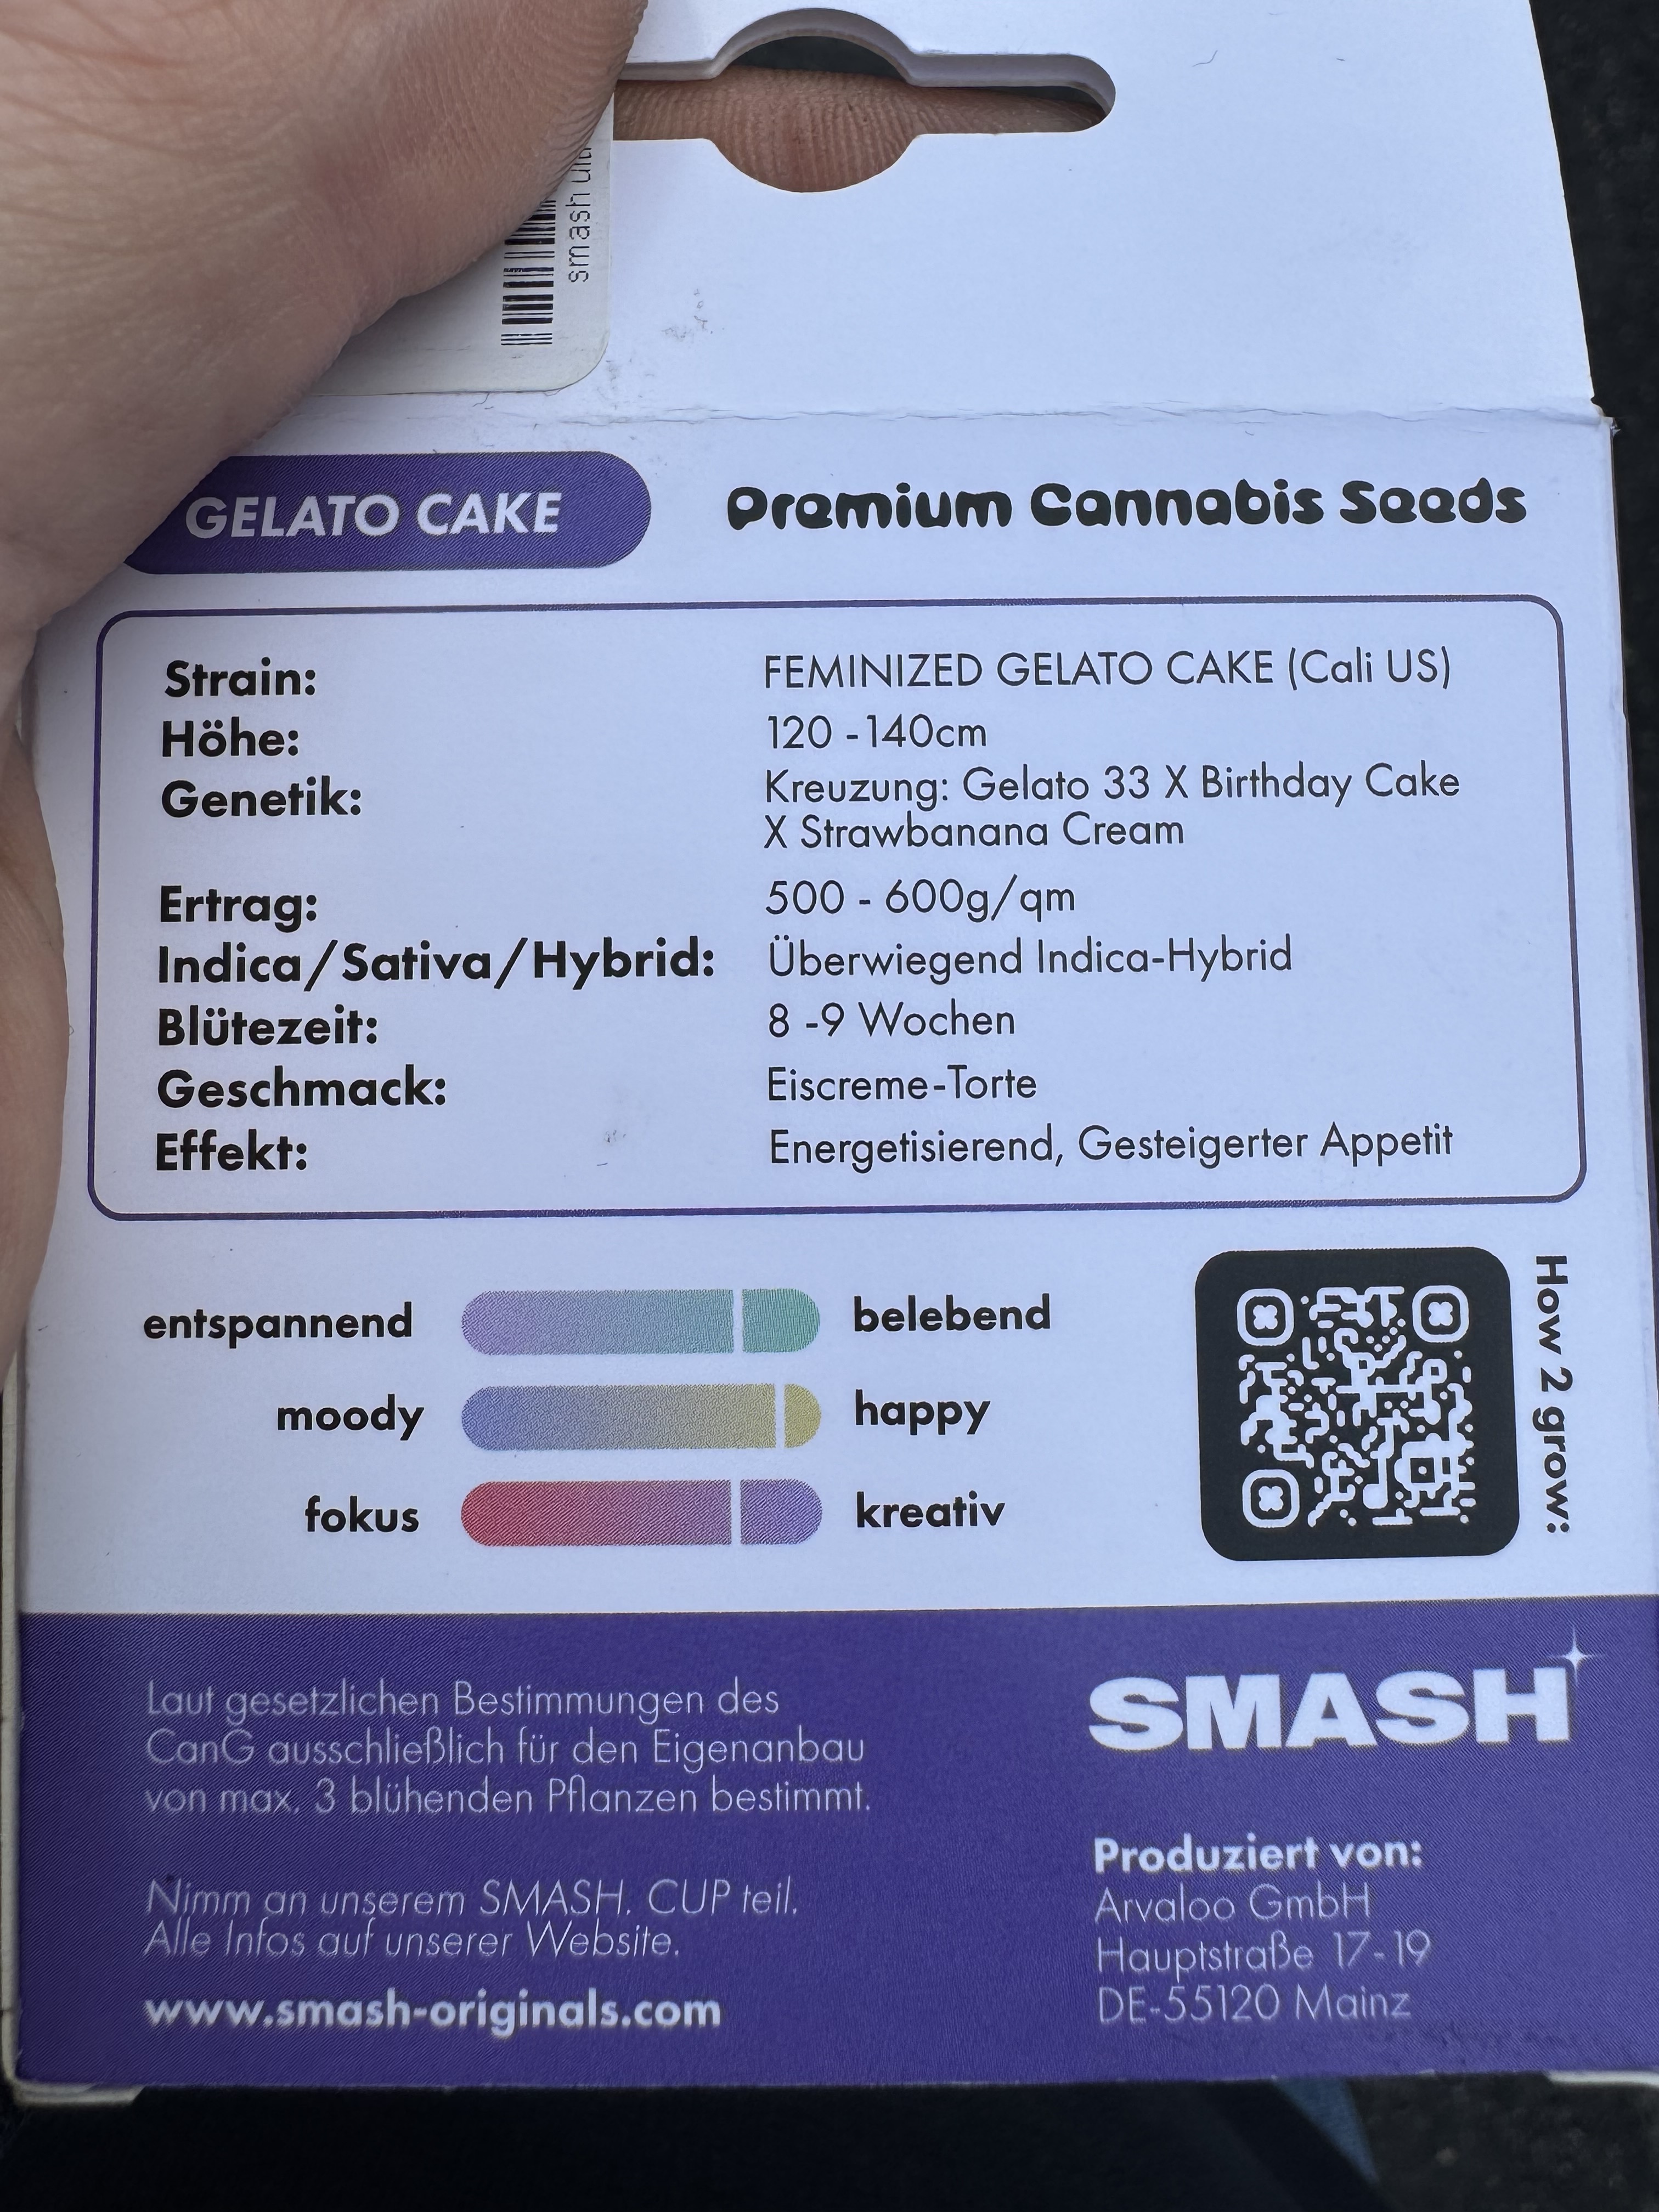 smash
GELATO CAKE
Premium Cannabis Seeds
Strain: FEMINIZED GELATO CAKE (Cali US)
Höhe: 120 -140cm
Genetik: Kreuzung: Gelato 33 X Birthday Cake
X Strawbanana Cream
Ertrag: 500 - 600g/qm
Indica/Sativa/Hybrid: Überwiegend Indica-Hybrid
Blütezeit: 8 -9 Wochen
Geschmack: Eiscreme-Torte
Effekt: Energetisierend, Gesteigerter Appetit
entspannend belebend
moody happy
fokus kreativ
How 2 grow:
Laut gesetzlichen Bestimmungen des
CanG ausschließlich für den Eigenanbau
von max. 3 blühenden Pflanzen bestimmt.
Nimm an unserem SMASH. CUP teil.
Alle Infos auf unserer Website.
www.smash-originals.com
SMASH
Produziert von:
Arvaloo GmbH
Hauptstraße 17-19
DE-55120 Mainz